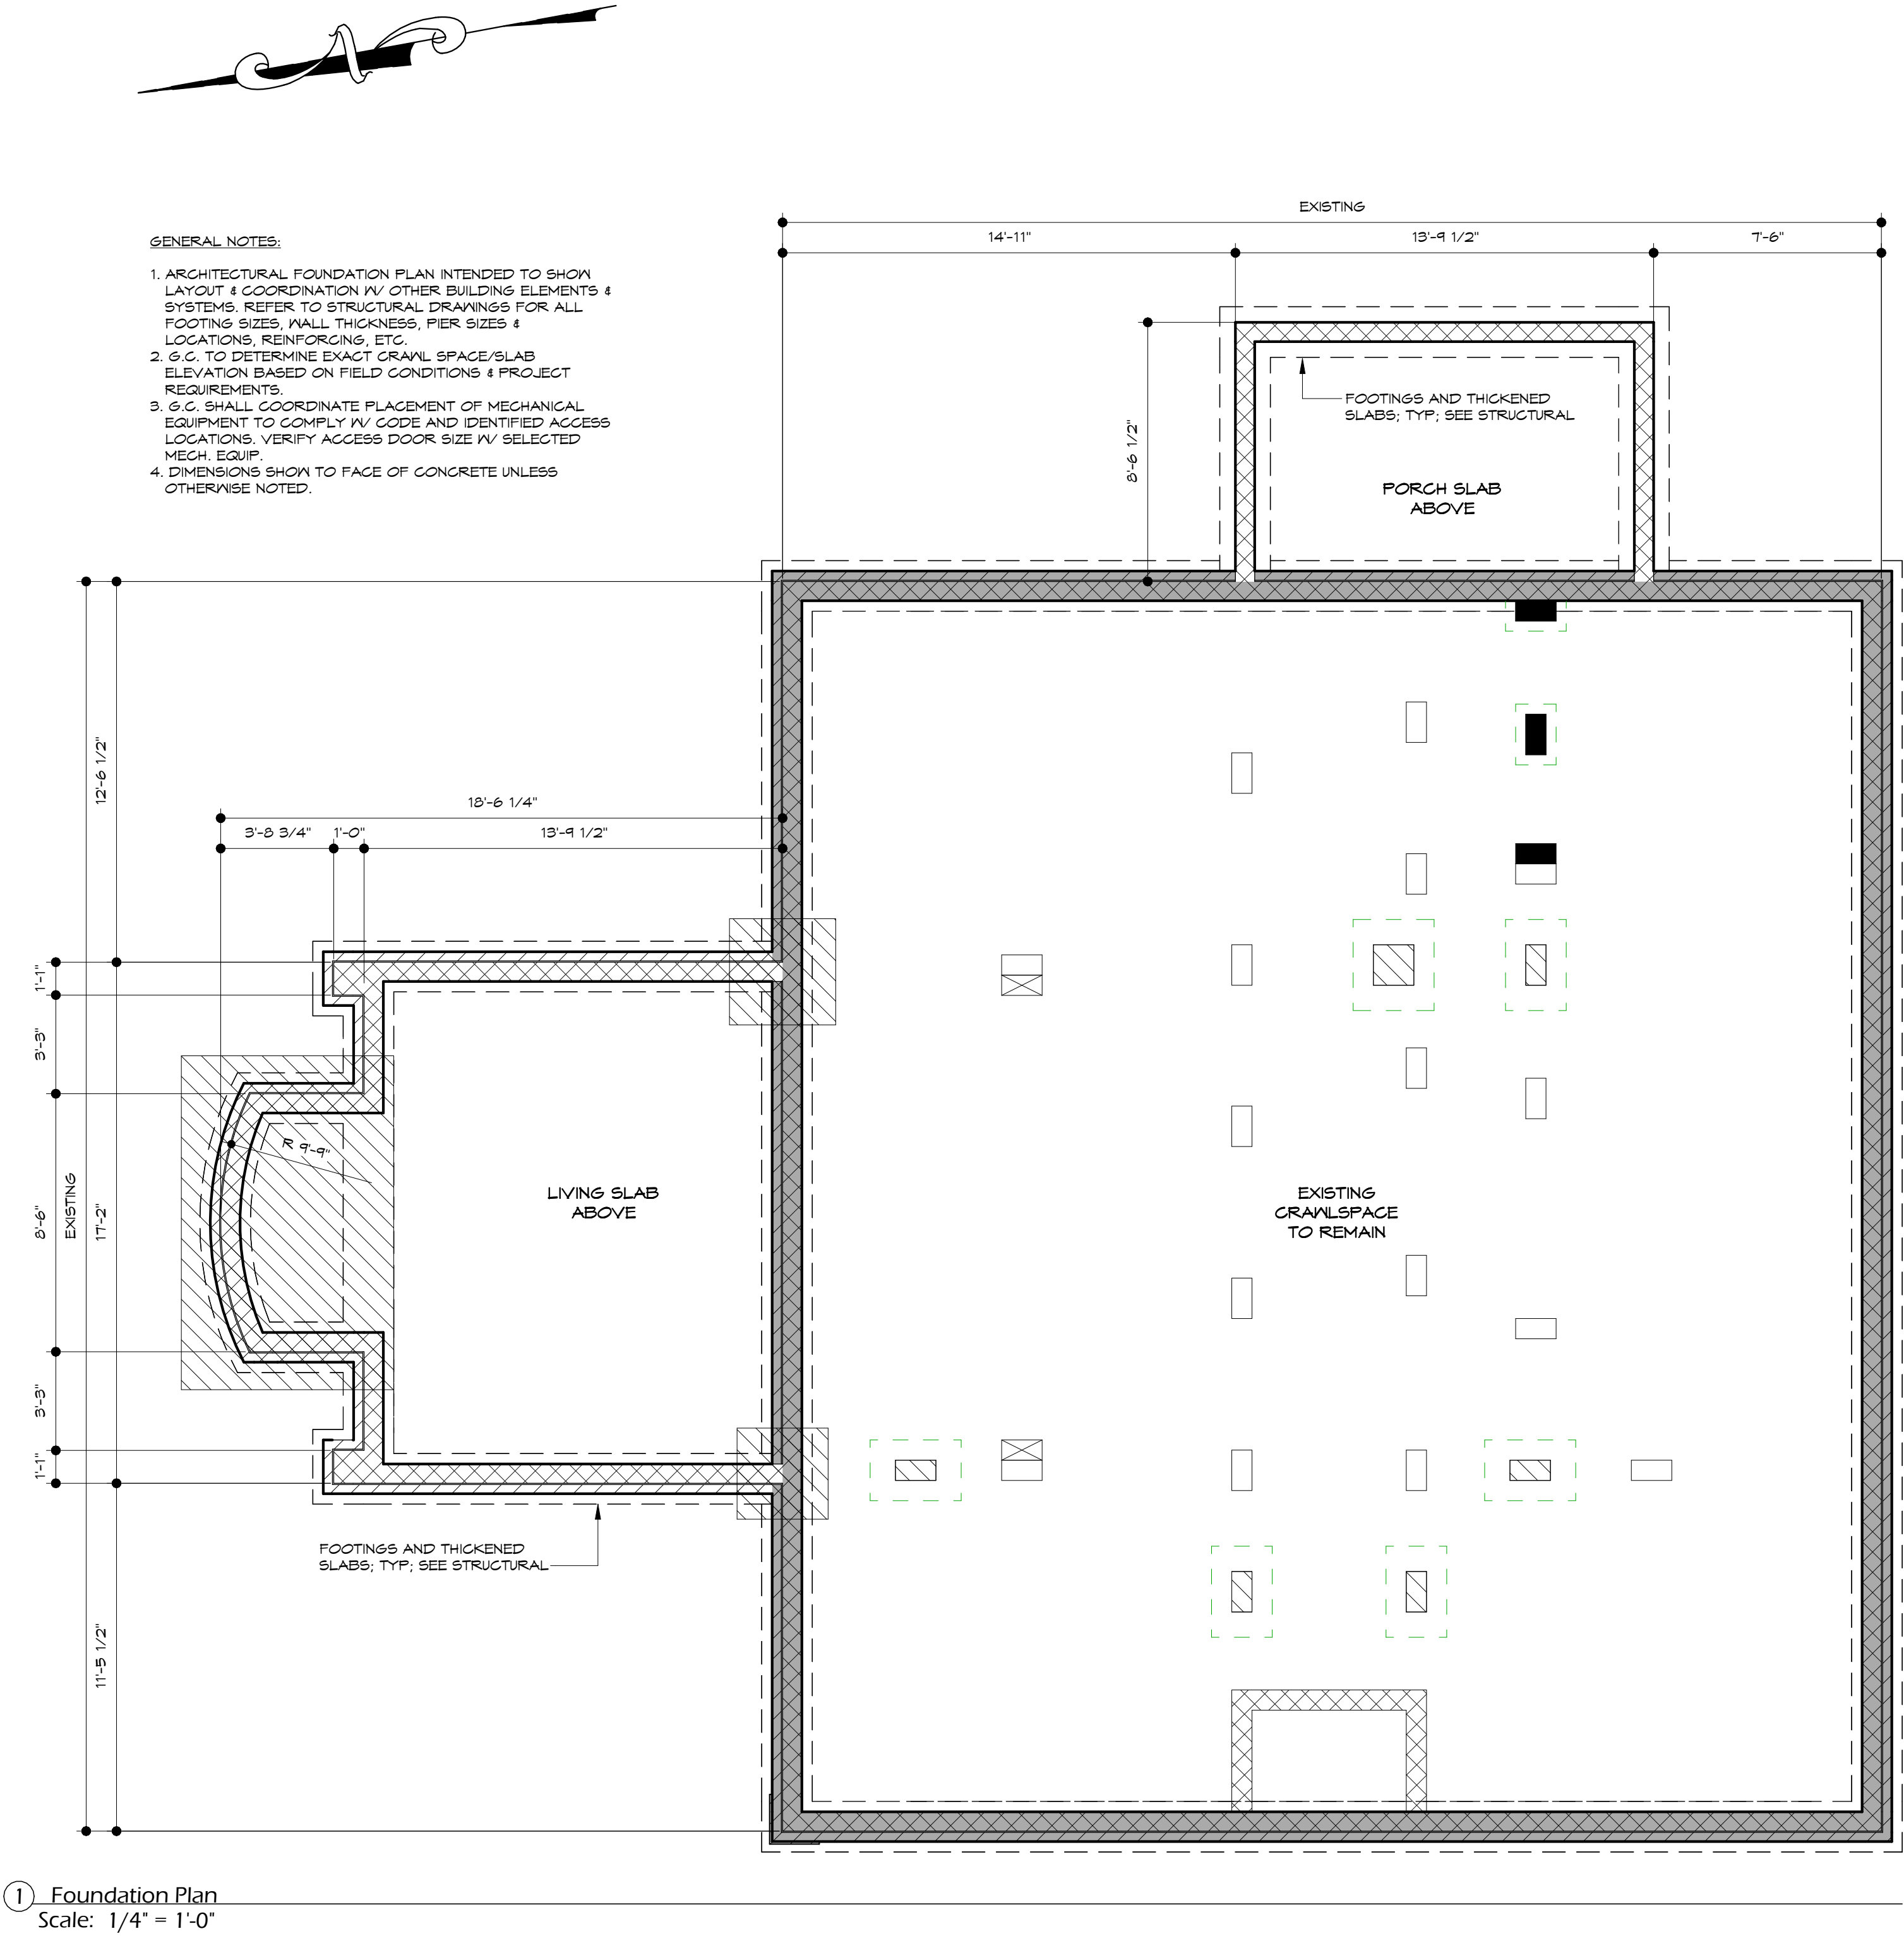 N
EXISTING
14'-11"
13'-9 1/2"
7'-6"
GENERAL NOTES:
1. ARCHITECTURAL FOUNDATION PLAN INTENDED TO SHOW
LAYOUT & COORDINATION W/ OTHER BUILDING ELEMENTS &
SYSTEMS. REFER TO STRUCTURAL DRAWINGS FOR ALL
FOOTING SIZES, WALL THICKNESS, PIER SIZES &
LOCATIONS, REINFORCING, ETC.
2. G.C. TO DETERMINE EXACT CRAWL SPACE/SLAB
ELEVATION BASED ON FIELD CONDITIONS & PROJECT
REQUIREMENTS.
3. G.C. SHALL COORDINATE PLACEMENT OF MECHANICAL
EQUIPMENT TO COMPLY W/ CODE AND IDENTIFIED ACCESS
LOCATIONS. VERIFY ACCESS DOOR SIZE W/ SELECTED
MECH. EQUIP.
4. DIMENSIONS SHOW TO FACE OF CONCRETE UNLESS
OTHERWISE NOTED.
8'-6 1/2"
FOOTINGS AND THICKENED
SLABS; TYP; SEE STRUCTURAL
PORCH SLAB
ABOVE
12'-6 1/2"
18'-6 1/4"
3'-8 3/4"
1'-0"
13'-9 1/2"
1'-1"
3'-3"
8'-6"
EXISTING
17'-2"
R 9'-9"
LIVING SLAB
ABOVE
EXISTING
CRAWLSPACE
TO REMAIN
3'-3"
1'-1"
FOOTINGS AND THICKENED
SLABS; TYP; SEE STRUCTURAL
11'-5 1/2"
1 Foundation Plan
Scale: 1/4" = 1'-0"